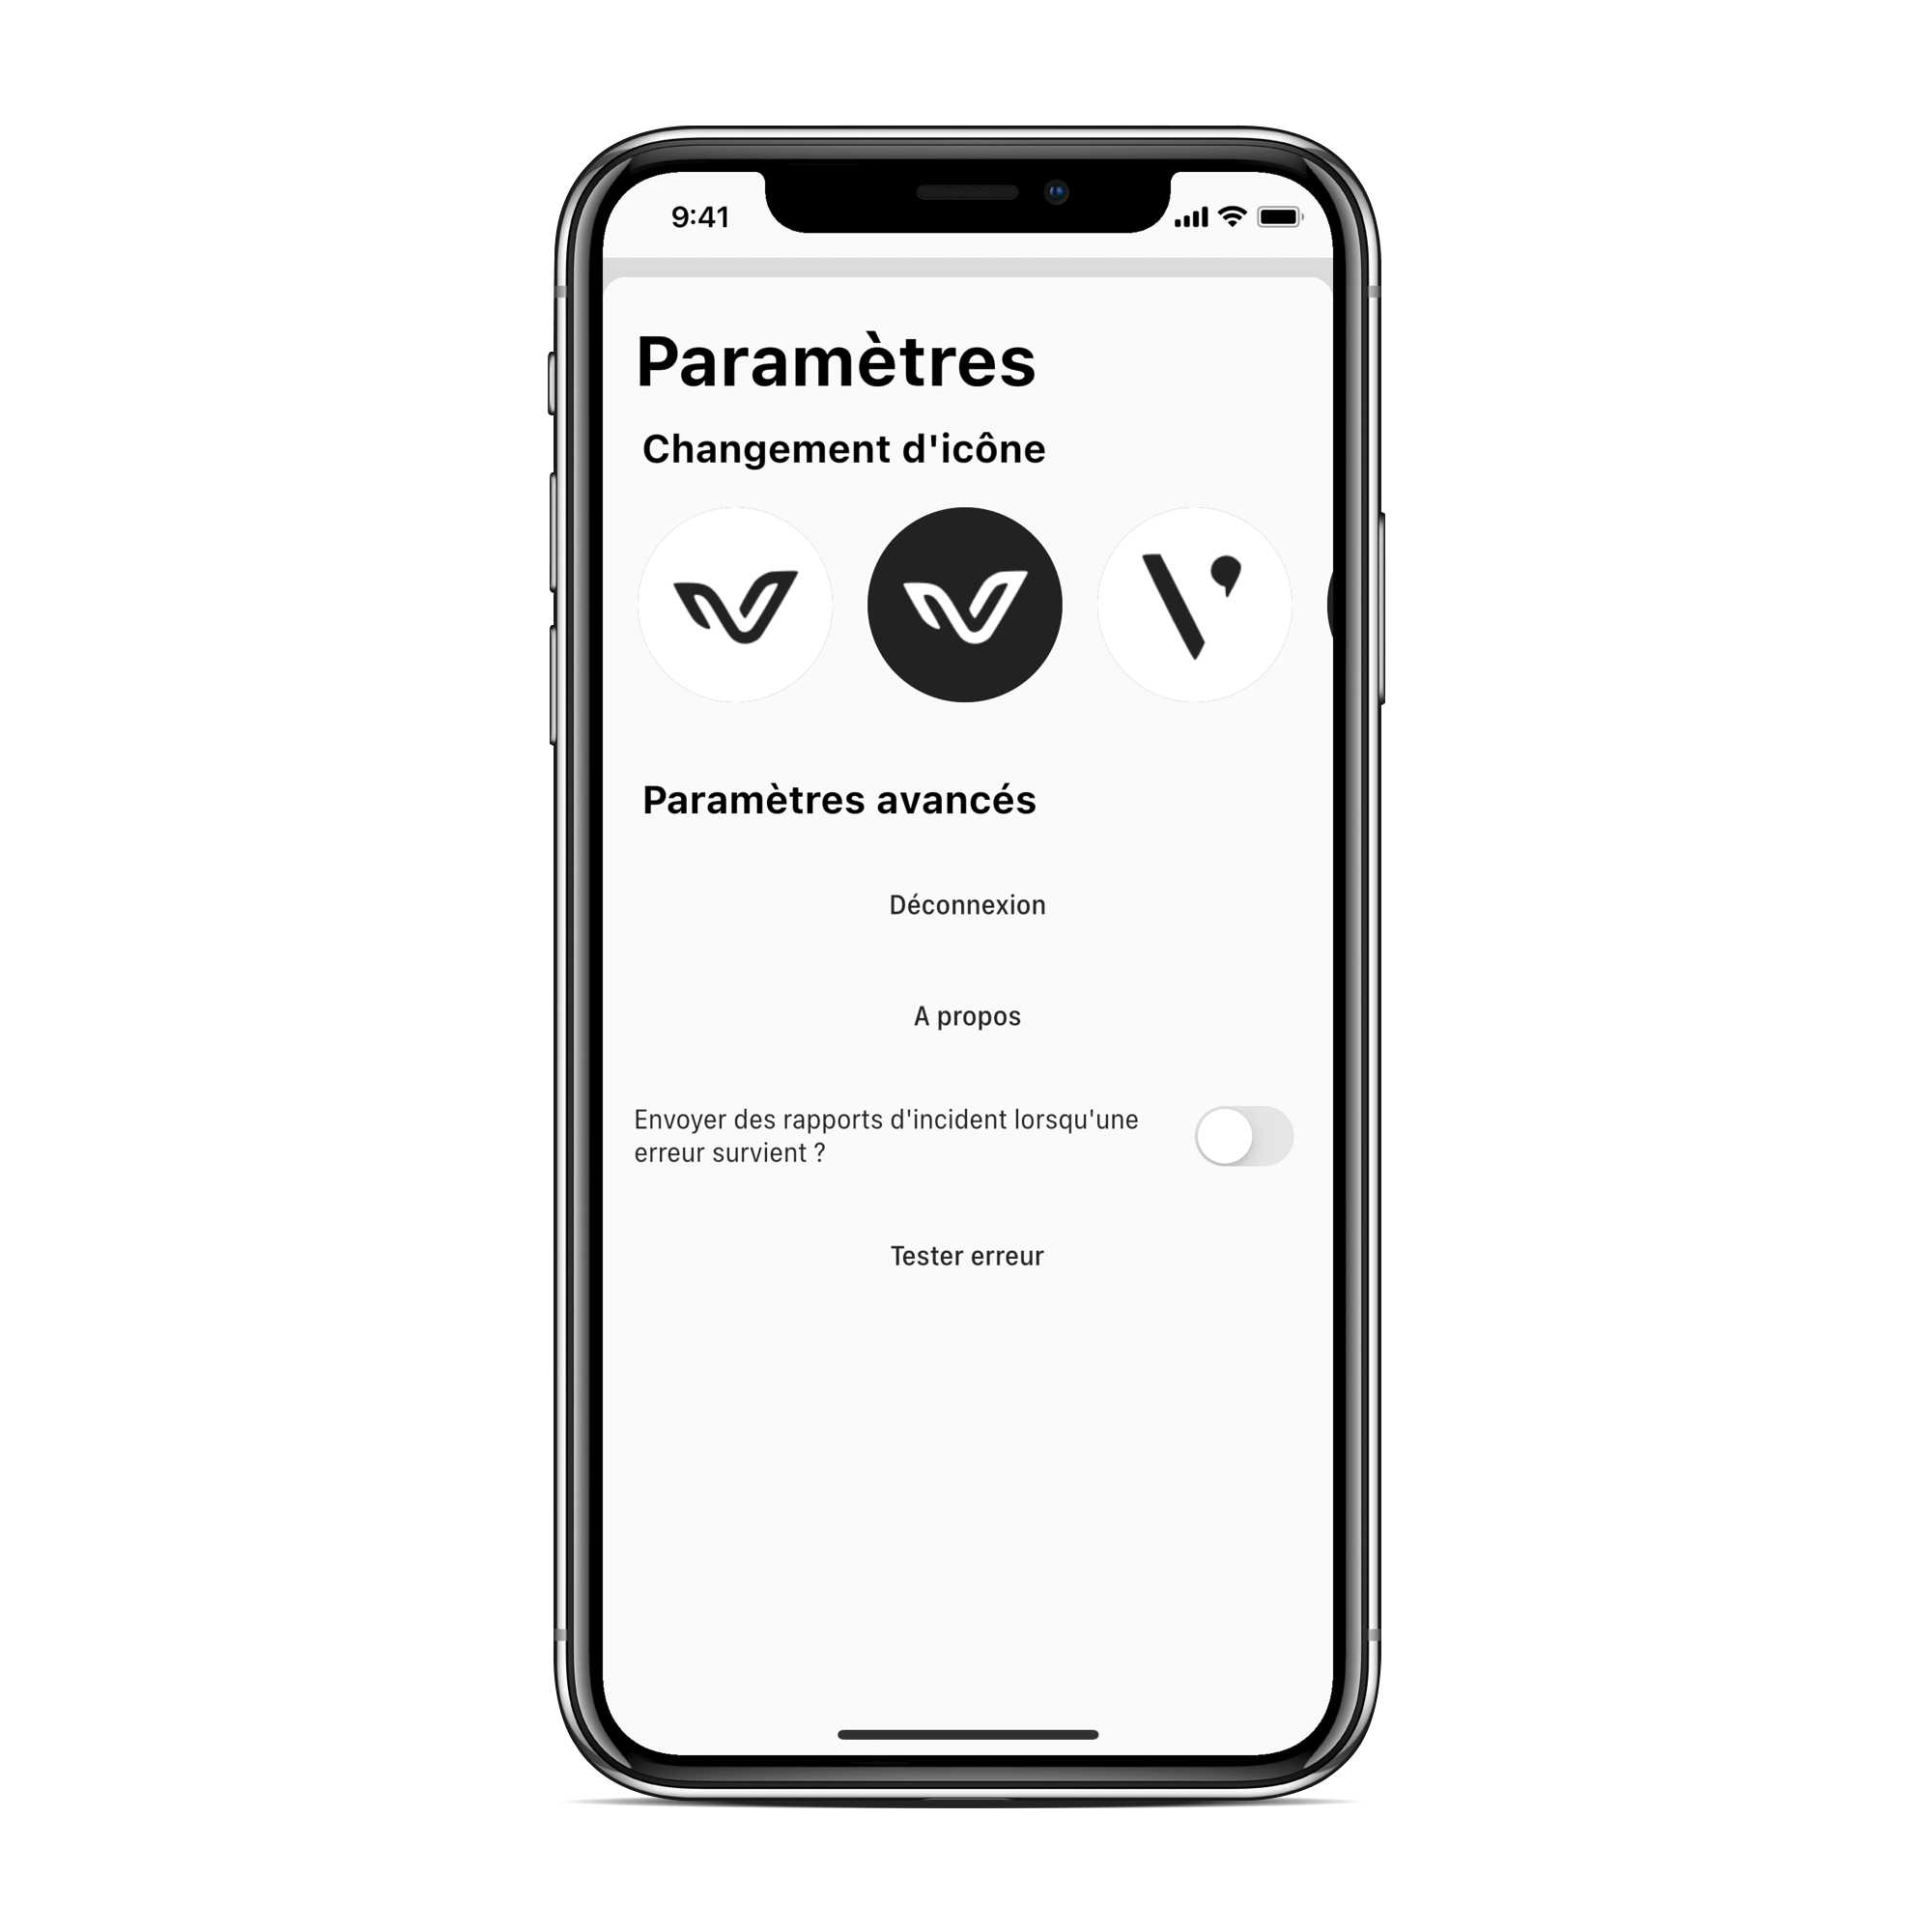 9:41
Paramètres
Changement d'icône
Paramètres avancés
Déconnexion
A propos
Envoyer des rapports d'incident lorsqu'une
erreur survient ?
Tester erreur